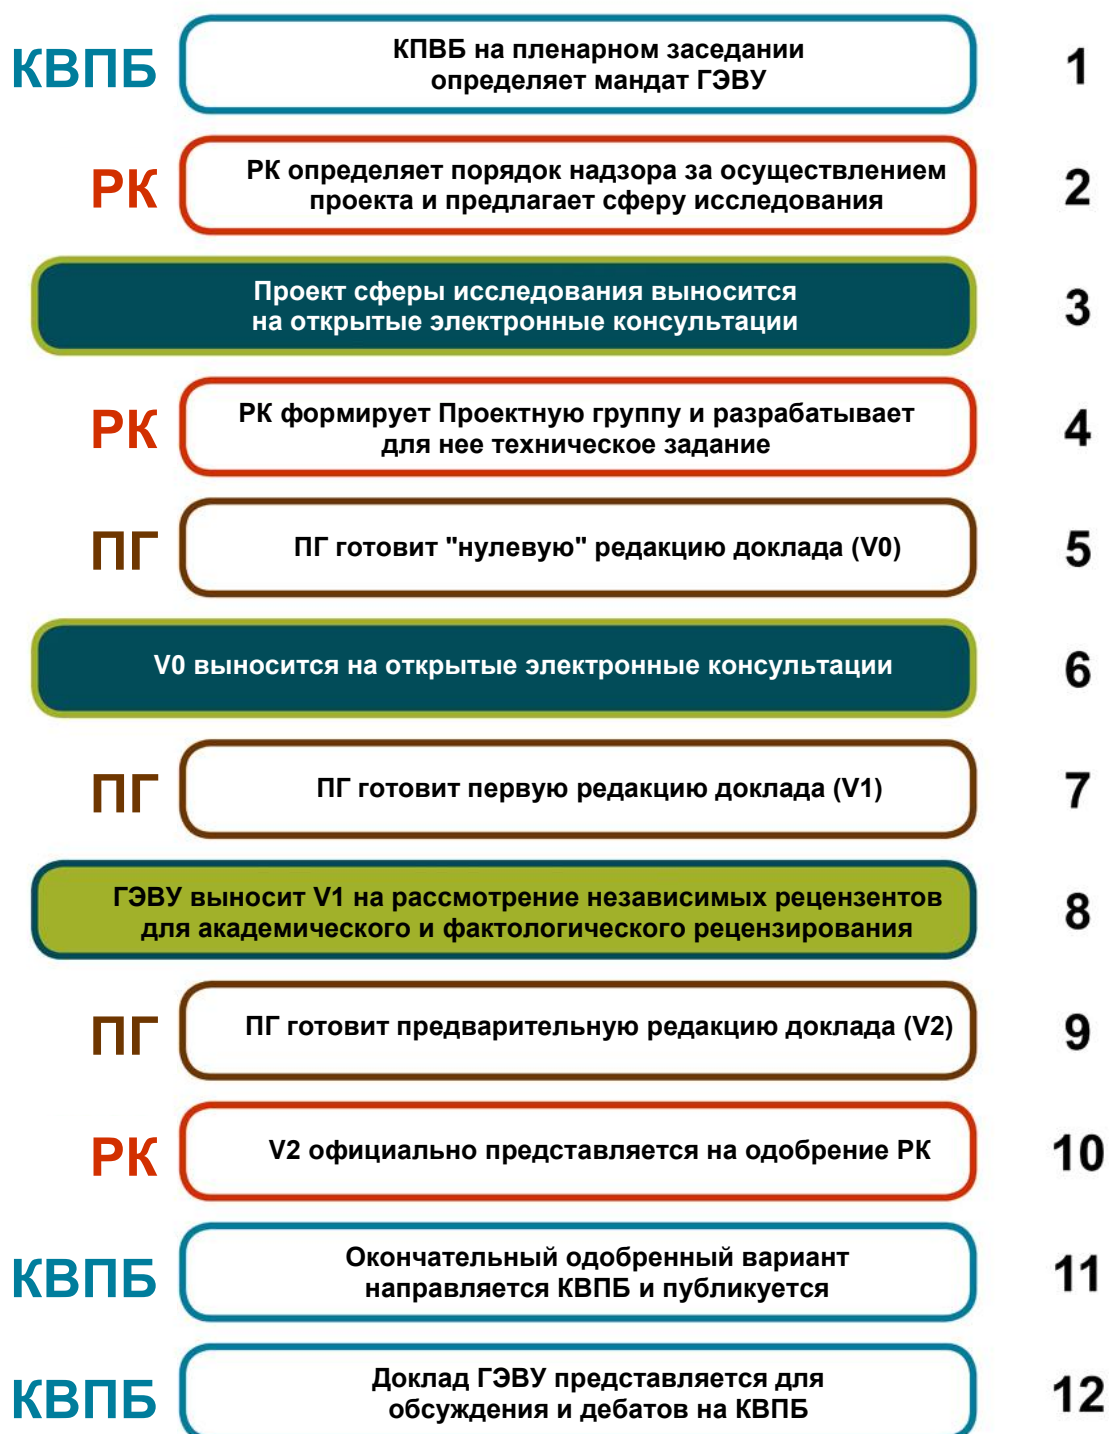 КВПБ
КПВБ на пленарном заседании
определяет мандат ГЭВУ
1
РК
РК определяет порядок надзора за осуществлением
проекта и предлагает сферу исследования
2
Проект сферы исследования выносится
на открытые электронные консультации
3
РК
РК формирует Проектную группу и разрабатывает
для нее техническое задание
4
ПГ
ПГ готовит "нулевую" редакцию доклада (V0)
5
V0 выносится на открытые электронные консультации
6
ПГ
ПГ готовит первую редакцию доклада (V1)
7
ГЭВУ выносит V1 на рассмотрение независимых рецензентов
для академического и фактологического рецензирования
8
ПГ
ПГ готовит предварительную редакцию доклада (V2)
9
РК
V2 официально представляется на одобрение РК
10
КВПБ
Окончательный одобренный вариант
направляется КВПБ и публикуется
11
КВПБ
Доклад ГЭВУ представляется для
обсуждения и дебатов на КВПБ
12